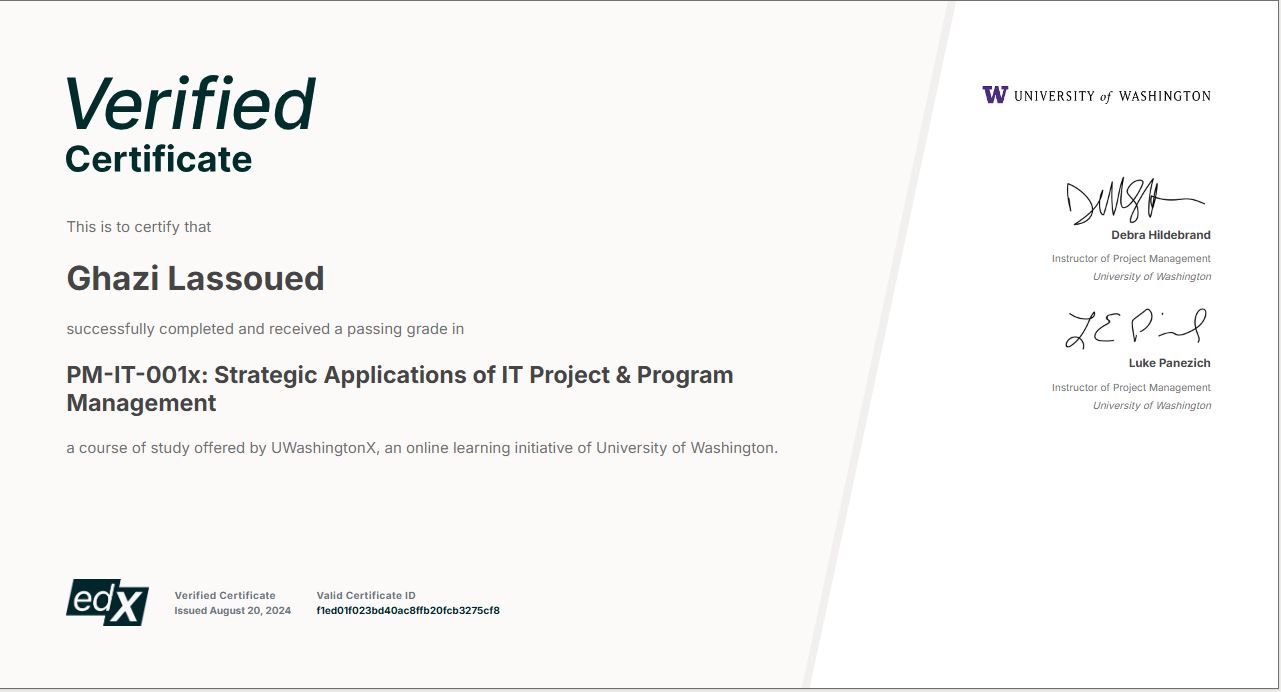 Verified
Certificate
This is to certify that
Ghazi Lassoued
successfully completed and received a passing grade in
PM-IT-001x: Strategic Applications of IT Project & Program
Management
a course of study offered by UWashingtonX, an online learning initiative of University of Washington.
edX
Verified Certificate
Issued August 20, 2024
Valid Certificate ID
f1ed01f023bd40ac8ffb20fcb3275cf8
W UNIVERSITY of WASHINGTON
Debra Hildebrand
Instructor of Project Management
University of Washington
Luke Panezich
Instructor of Project Management
University of Washington